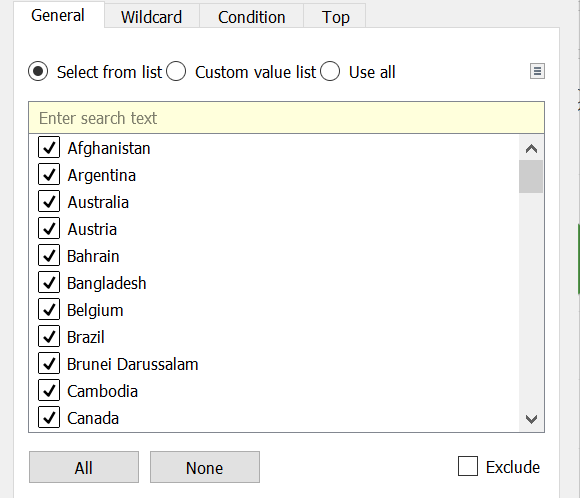 General Wildcard Condition Top
Select from list Custom value list Use all
Enter search text
Afghanistan
Argentina
Australia
Austria
Bahrain
Bangladesh
Belgium
Brazil
Brunei Darussalam
Cambodia
Canada
All None Exclude